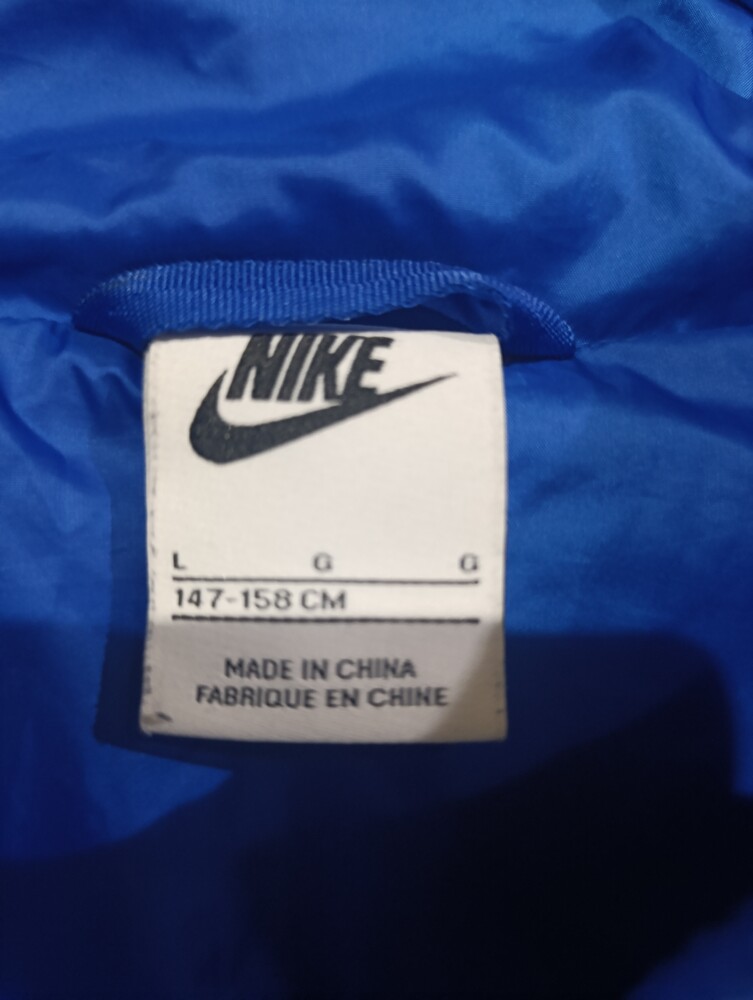 NIKE
L G G
147-158 CM
MADE IN CHINA
FABRIQUE EN CHINE